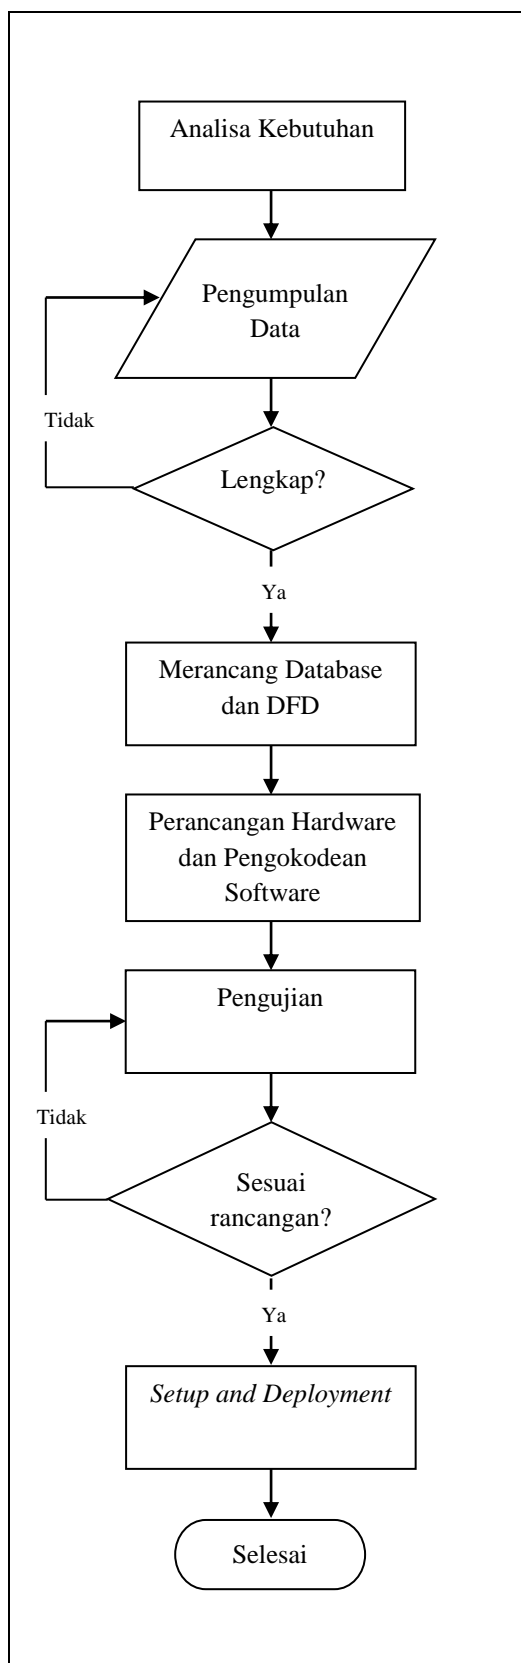 Analisa Kebutuhan
Pengumpulan
Data
Tidak
Lengkap?
Ya
Merancang Database
dan DFD
Perancangan Hardware
dan Pengokodean
Software
Pengujian
Tidak
Sesuai
rancangan?
Ya
Setup and Deployment
Selesai